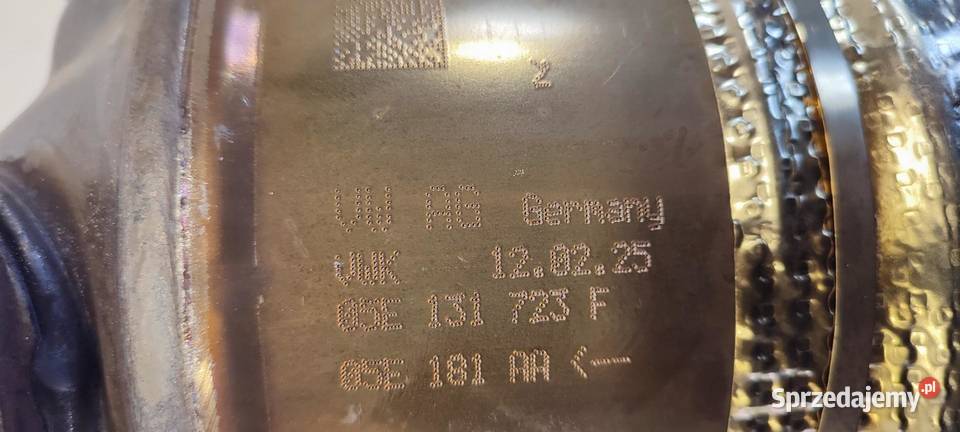 2
VW AG Germany
VWK 12.02.25
05E 131 723 F
05E 181 AA <—
Sprzedajemy.pl